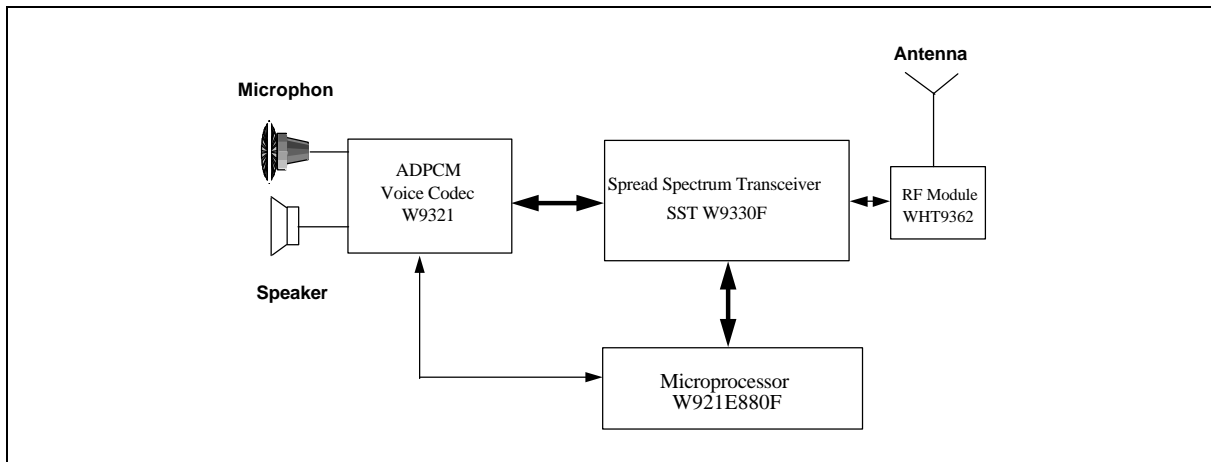 Antenna
Microphon
ADPCM
Voice Codec
W9321
Spread Spectrum Transceiver
SST W9330F
RF Module
WHT9362
Speaker
Microprocessor
W921E880F